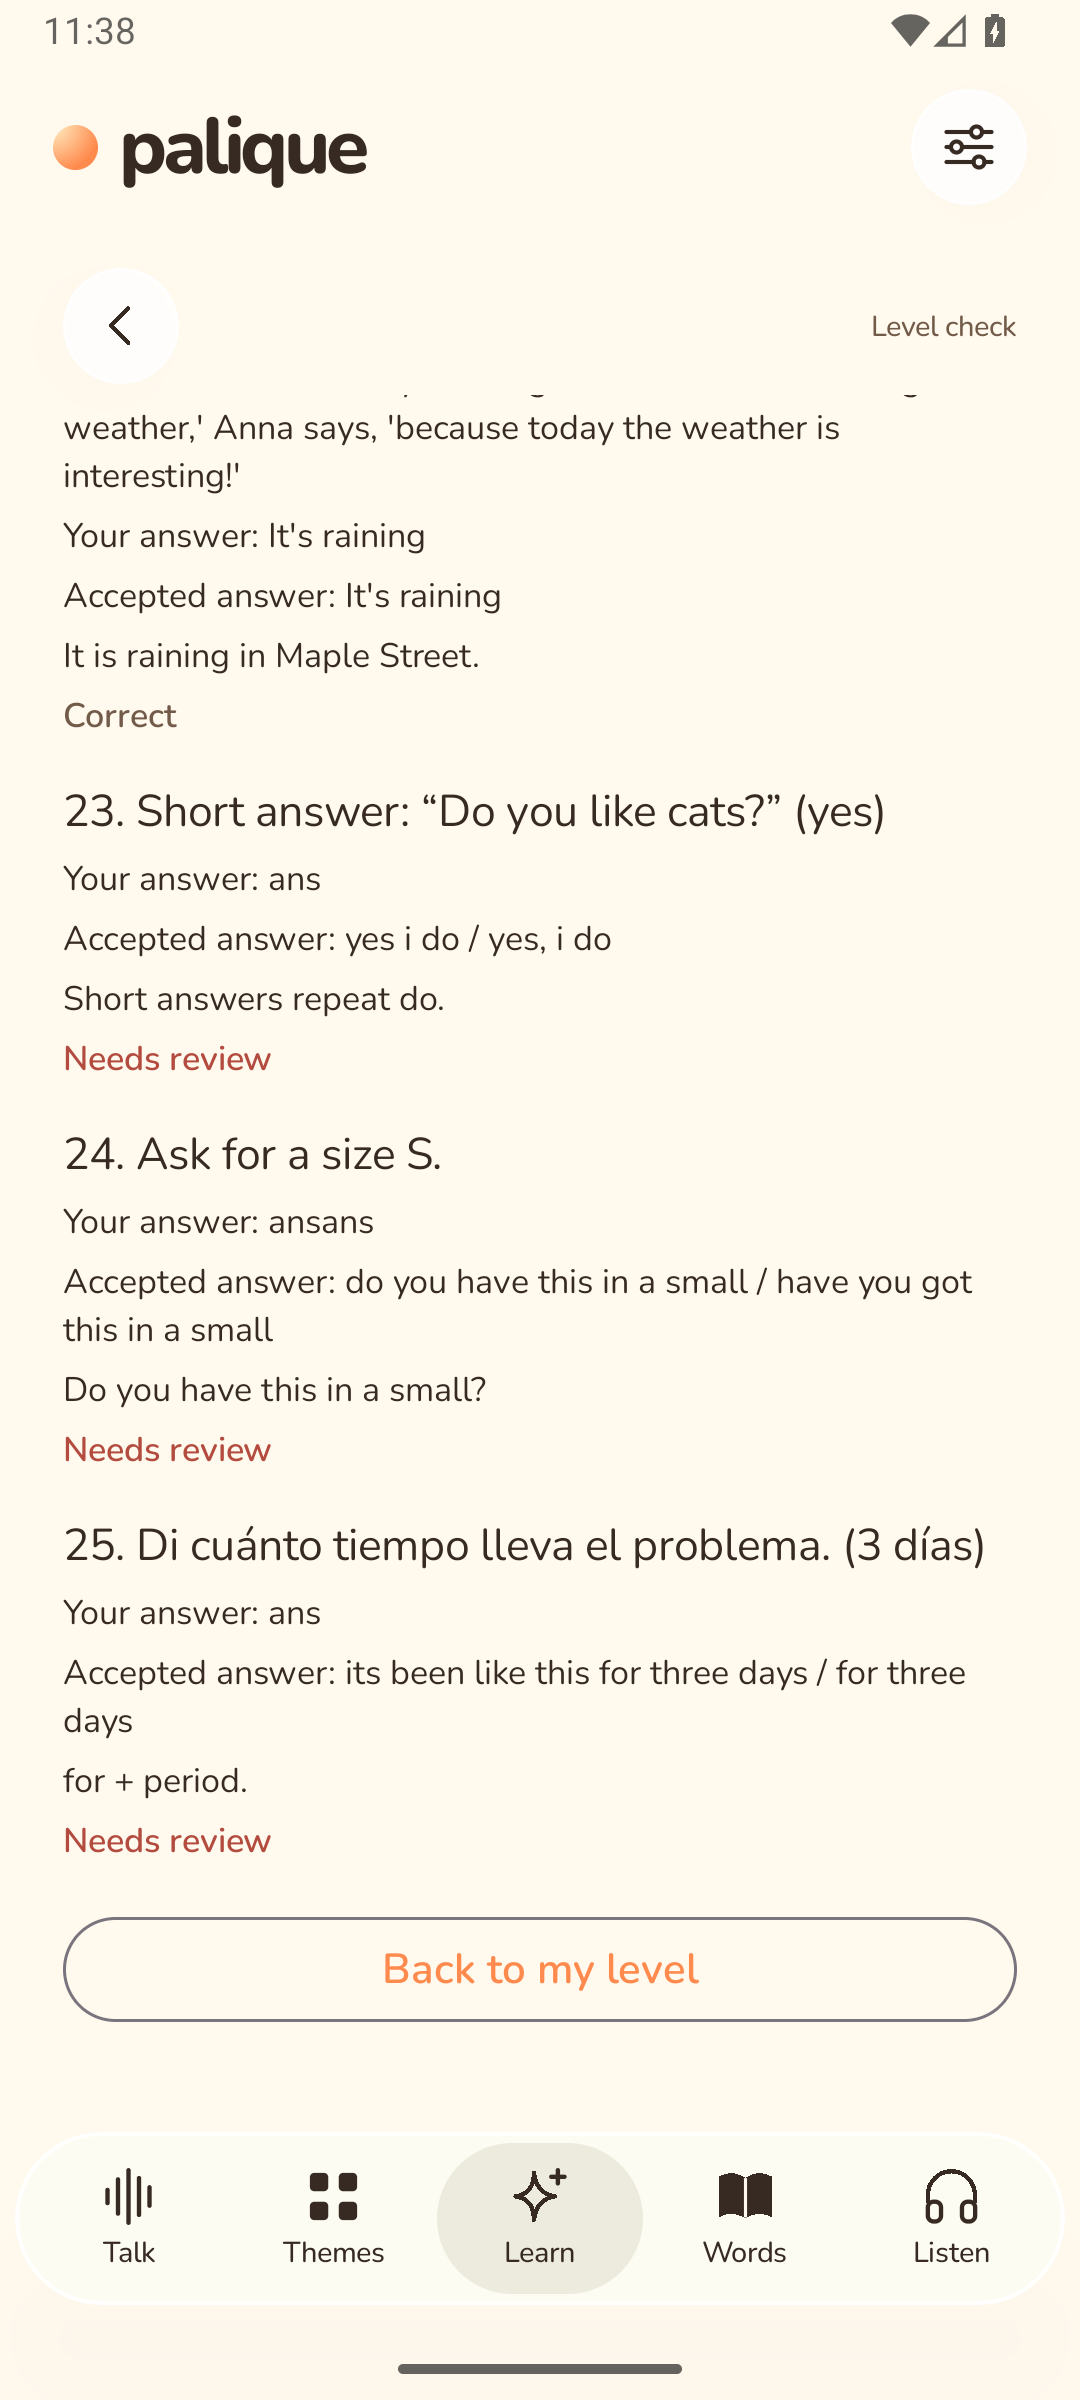 11:38
palique
Level check
weather,' Anna says, 'because today the weather is
interesting!'
Your answer: It's raining
Accepted answer: It's raining
It is raining in Maple Street.
Correct
23. Short answer: “Do you like cats?” (yes)
Your answer: ans
Accepted answer: yes i do / yes, i do
Short answers repeat do.
Needs review
24. Ask for a size S.
Your answer: ansans
Accepted answer: do you have this in a small / have you got
this in a small
Do you have this in a small?
Needs review
25. Di cuánto tiempo lleva el problema. (3 días)
Your answer: ans
Accepted answer: its been like this for three days / for three
days
for + period.
Needs review
Back to my level
Talk
Themes
Learn
Words
Listen